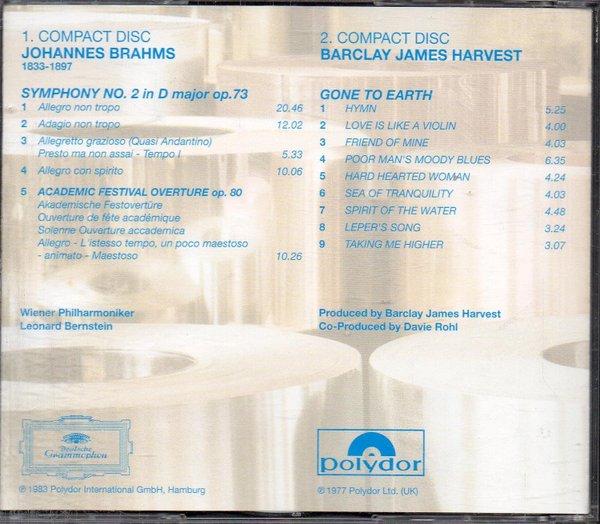 1. COMPACT DISC
JOHANNES BRAHMS
1833-1897
SYMPHONY NO. 2 in D major op.73
1 Allegro non tropo 20.46
2 Adagio non tropo 12.02
3 Allegretto grazioso (Quasi Andantino)
Presto ma non assai - Tempo I 5.33
4 Allegro con spirito 10.06
5 ACADEMIC FESTIVAL OVERTURE op. 80
Akademische Festovertüre
Ouverture de féte académique
Solenne Ouverture accademica
Allegro - L'istesso tempo, un poco maestoso
- animato - Maestoso 10.26
Wiener Philharmoniker
Leonard Bernstein
Deutsche
Grammophon
℗ 1983 Polydor International GmbH, Hamburg
2. COMPACT DISC
BARCLAY JAMES HARVEST
GONE TO EARTH
1 HYMN 5.25
2 LOVE IS LIKE A VIOLIN 4.00
3 FRIEND OF MINE 4.03
4 POOR MAN'S MOODY BLUES 6.35
5 HARD HEARTED WOMAN 4.24
6 SEA OF TRANQUILITY 4.03
7 SPIRIT OF THE WATER 4.48
8 LEPER'S SONG 3.24
9 TAKING ME HIGHER 3.07
Produced by Barclay James Harvest
Co-Produced by Davie Rohl
polydor
℗ 1977 Polydor Ltd. (UK)